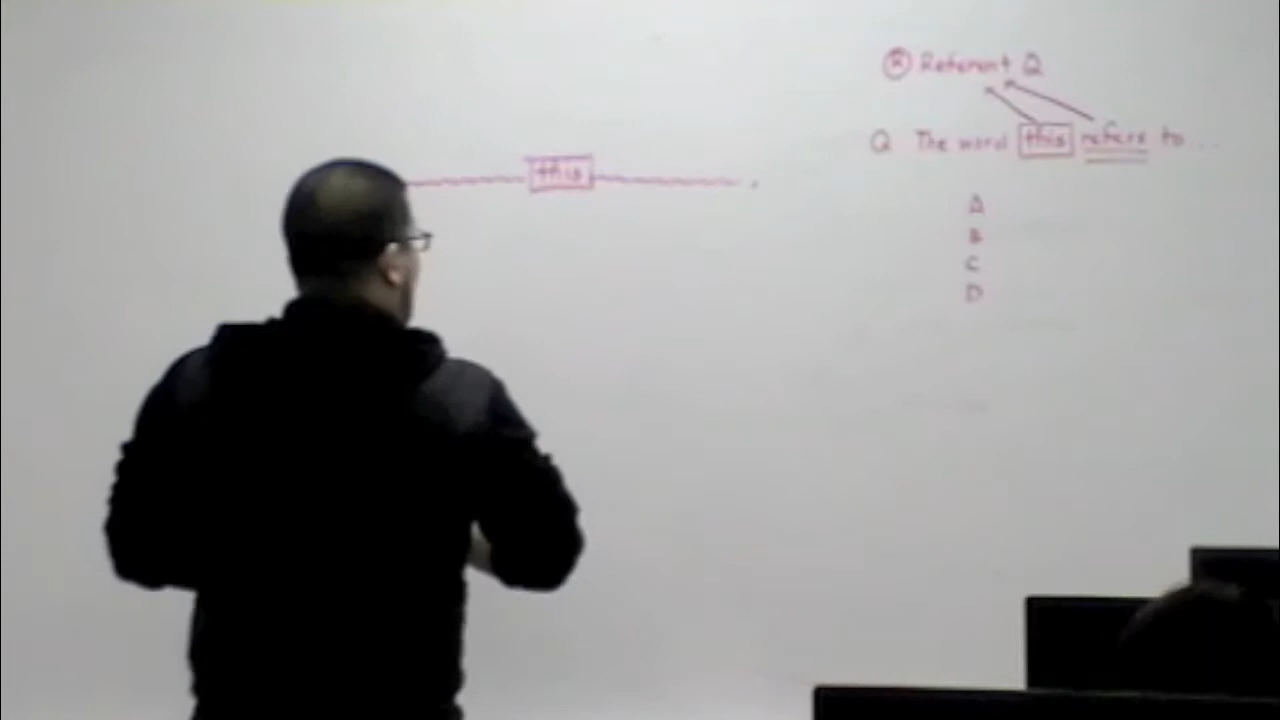 Ⓡ Referent Q
Q The word this refers to ...
this
A
B
C
D